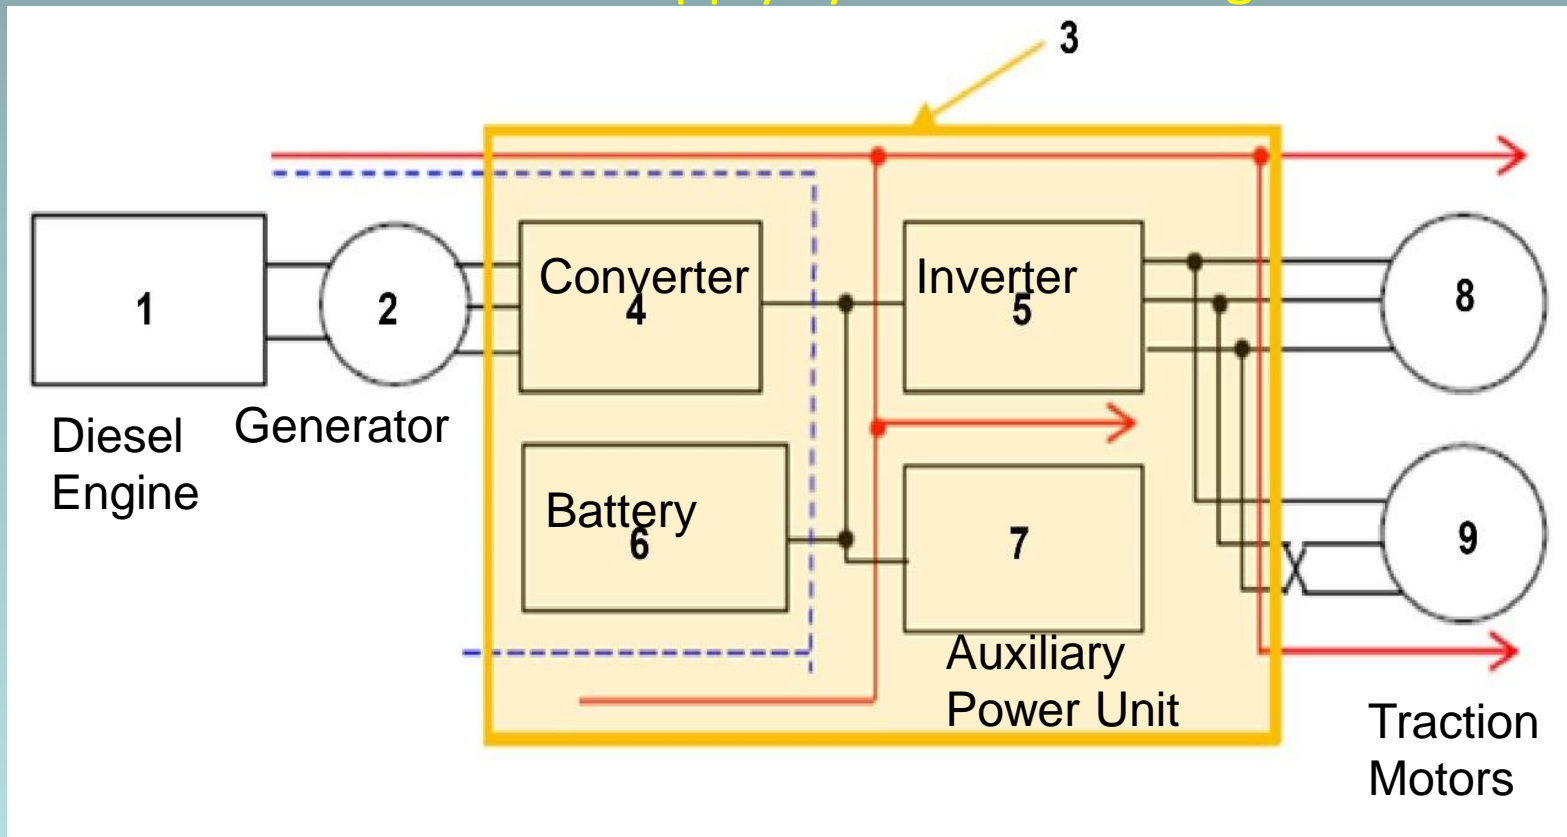 3
1
2
Converter
4
Inverter
5
8
Diesel
Engine
Generator
Battery
6
7
9
Auxiliary
Power Unit
Traction
Motors